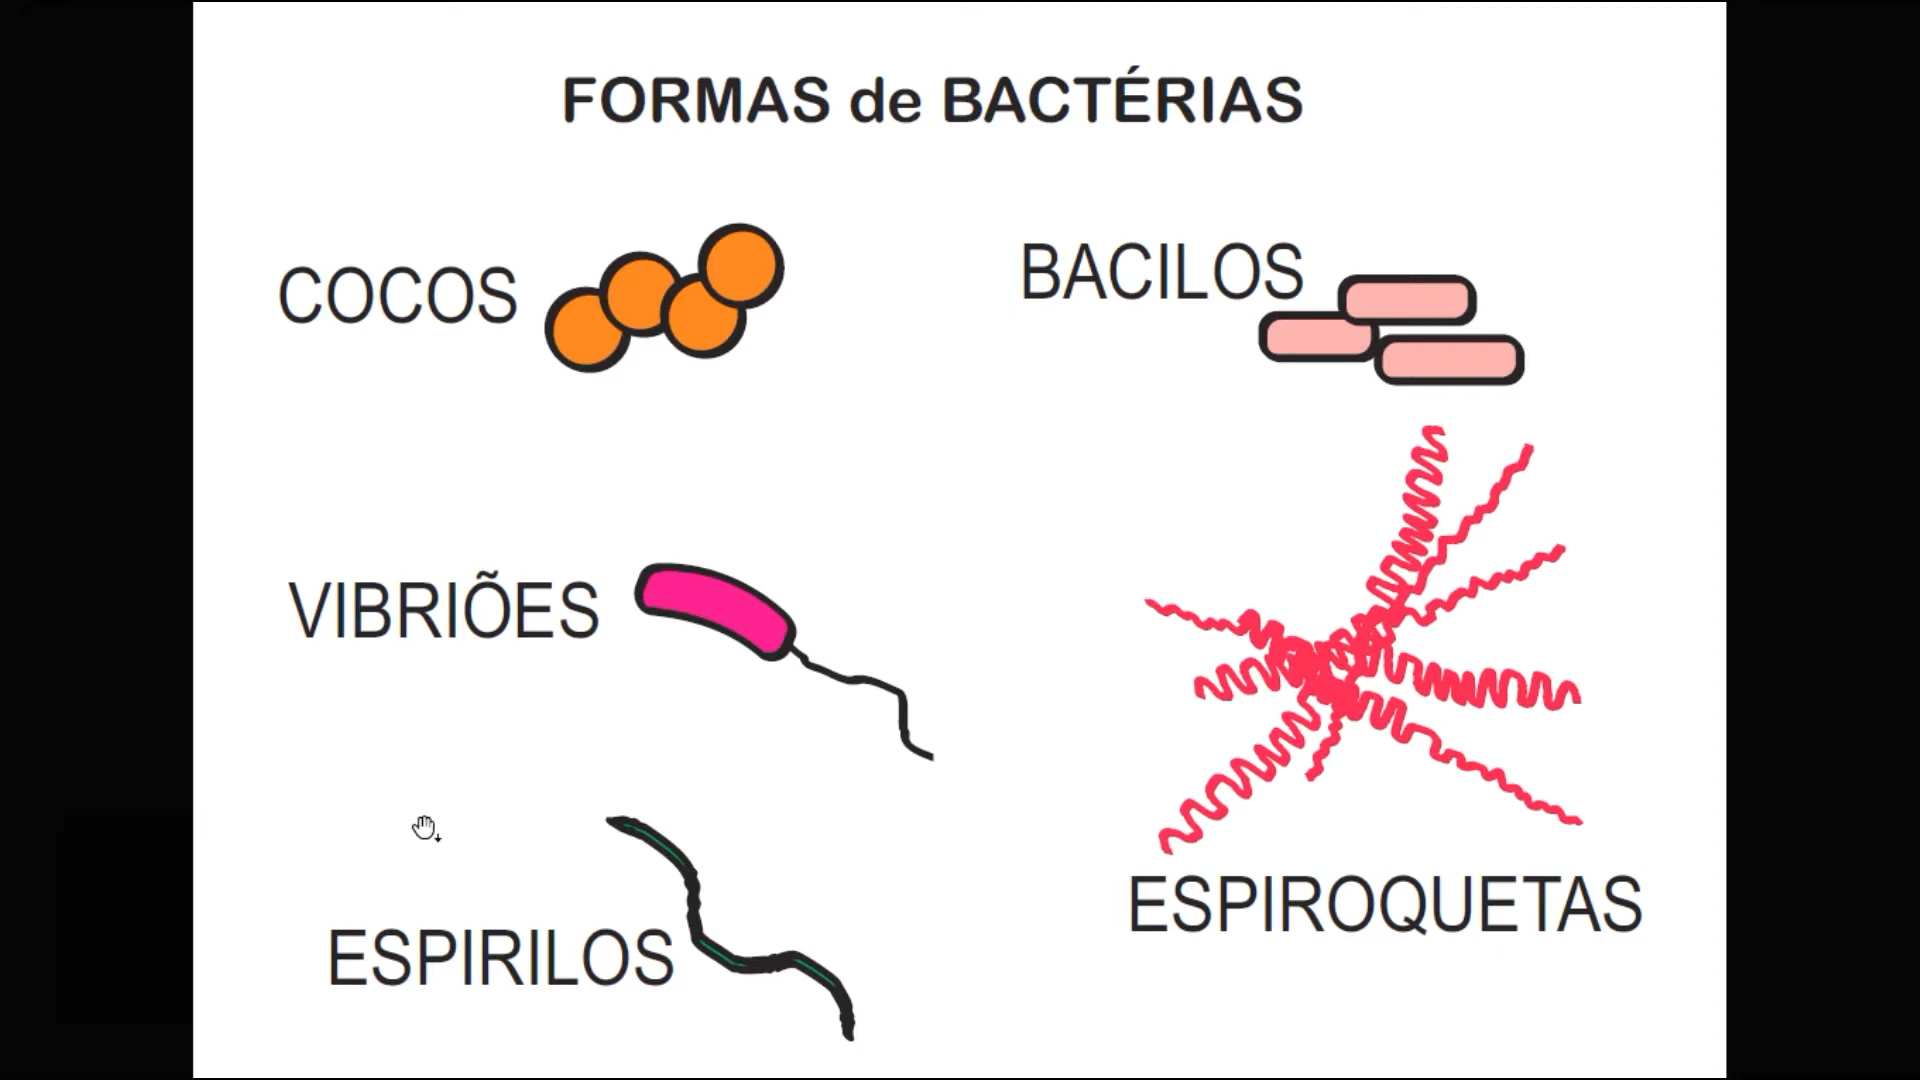 FORMAS de BACTÉRIAS
COCOS
BACILOS
VIBRIÕES
ESPIROQUETAS
ESPIRILOS